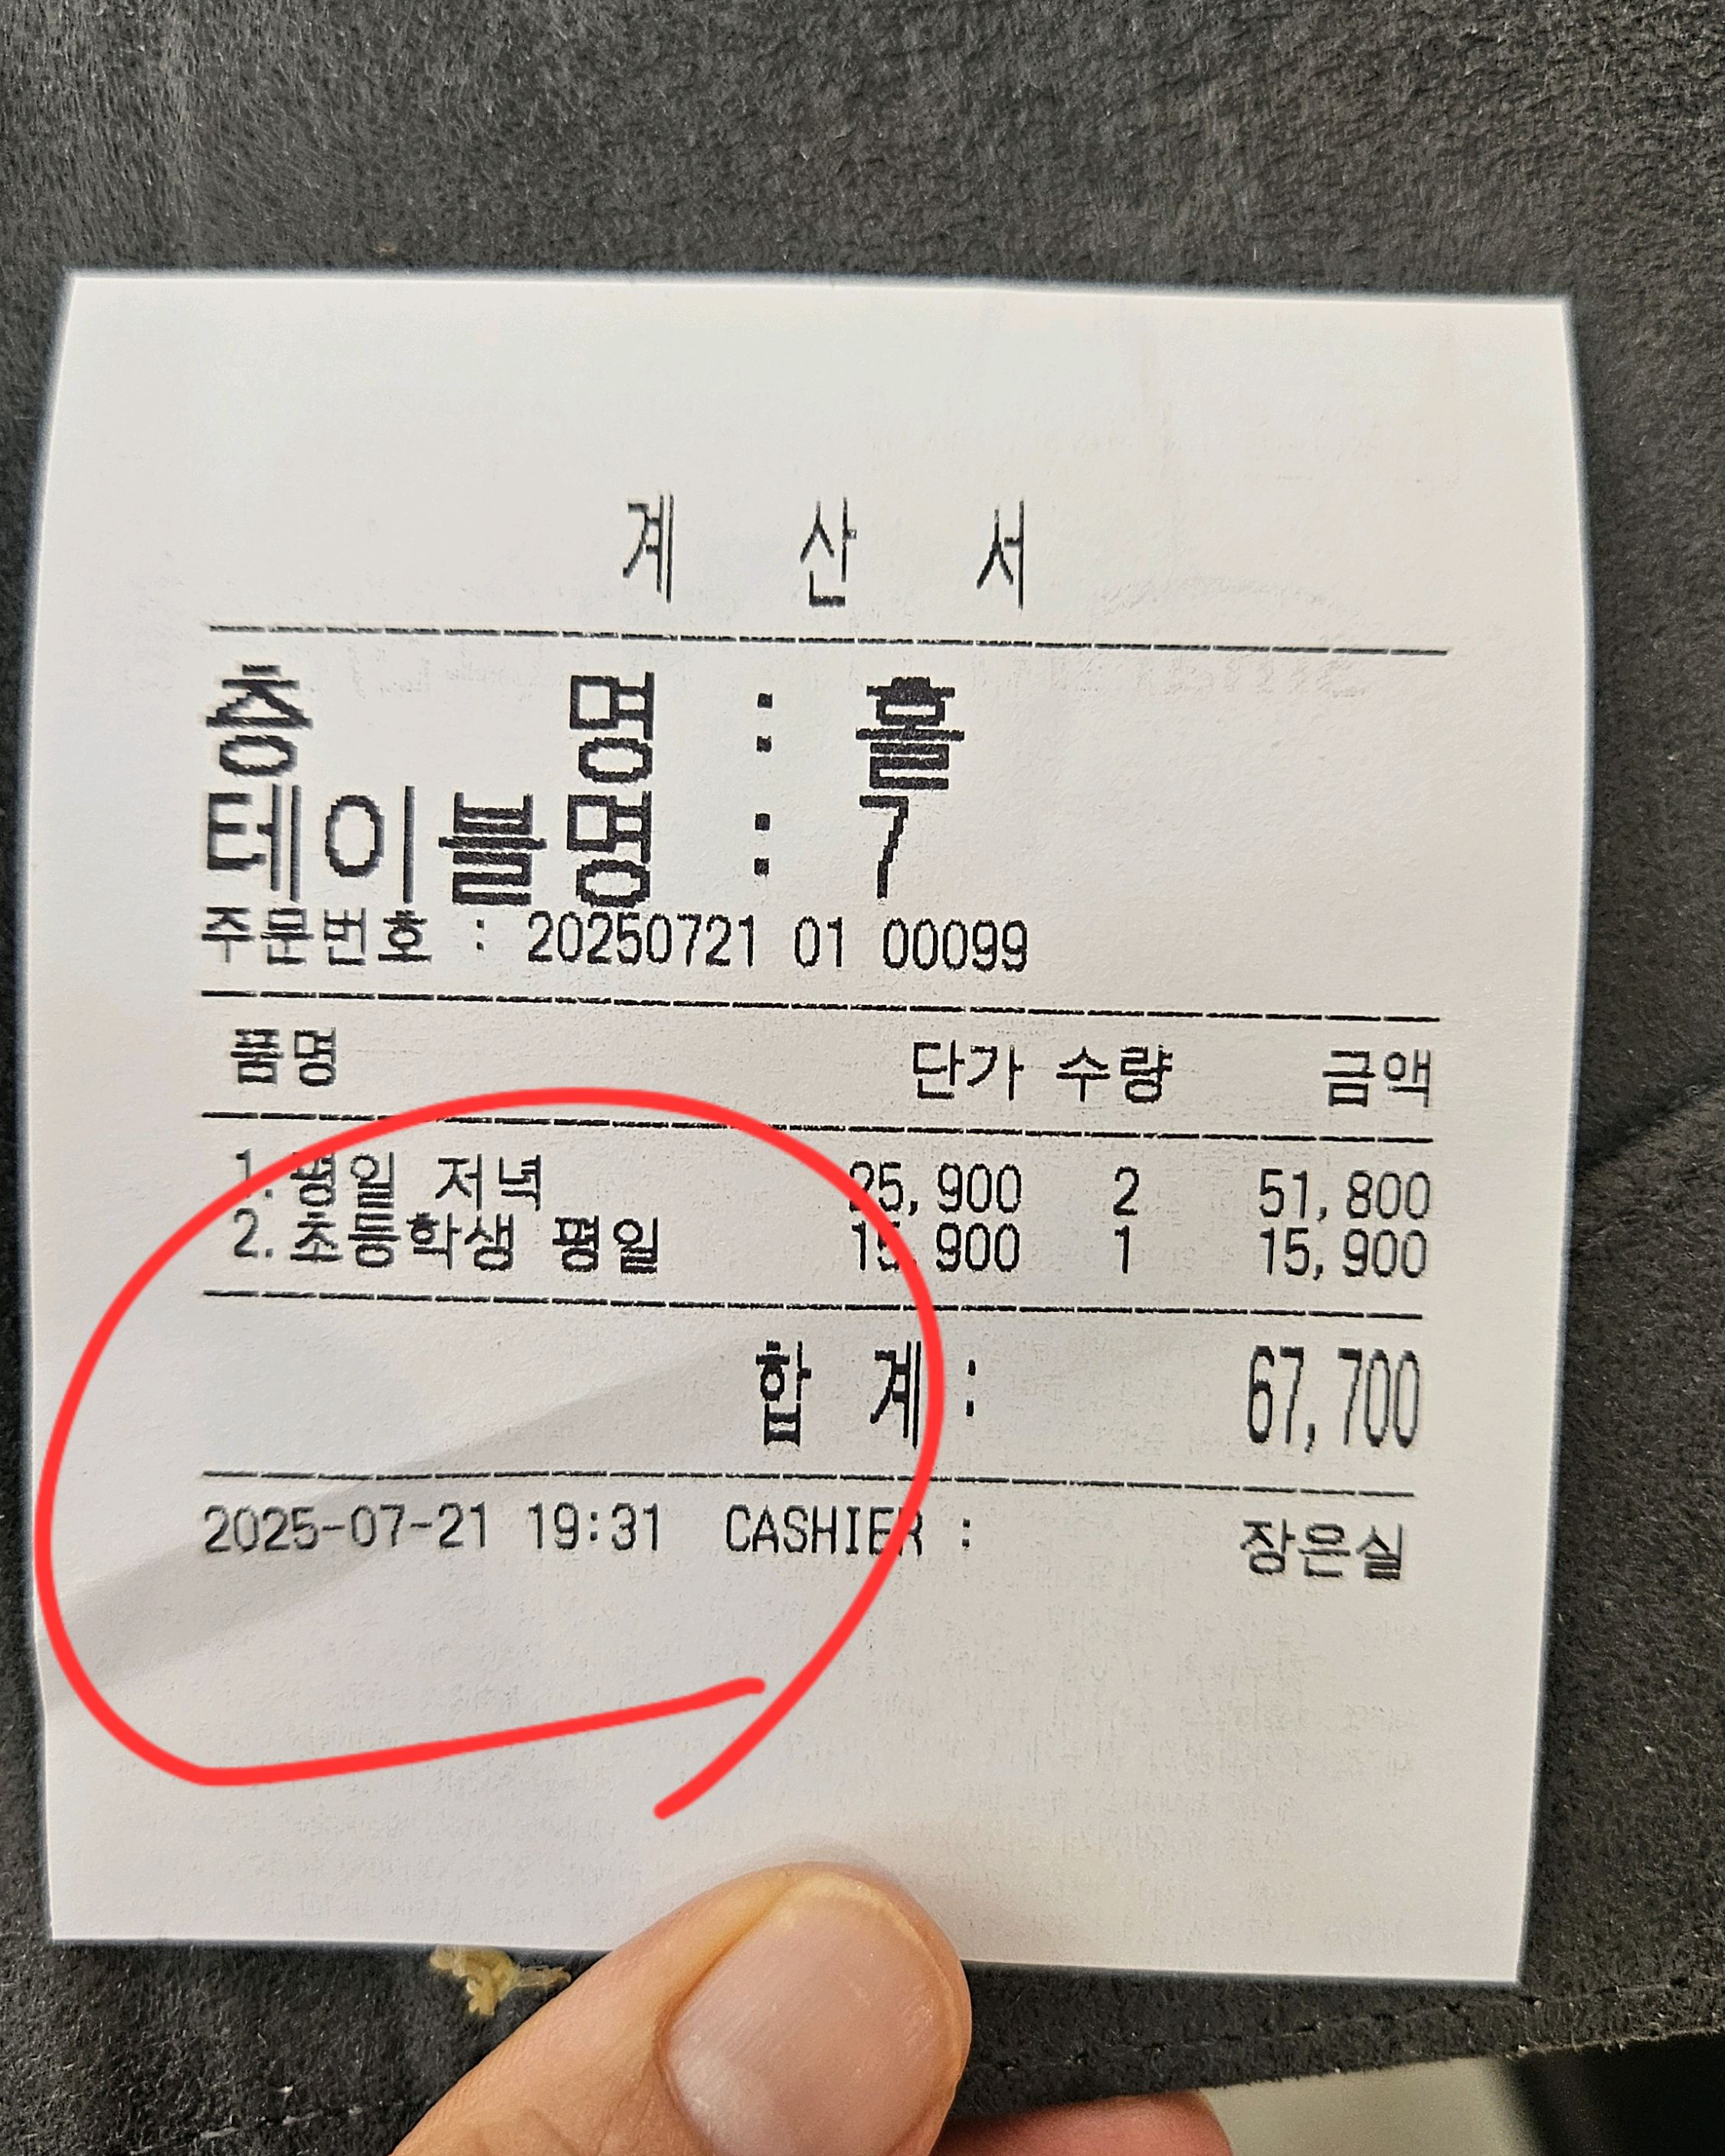 계 산 서
층 명 : 홀
테이블명 : 7
주문번호 : 20250721 01 00099
품명 단가 수량 금액
1. 평일 저녁 25,900 2 51,800
2. 초등학생 평일 15,900 1 15,900
합 계 : 67,700
2025-07-21 19:31 CASHIER : 장은실